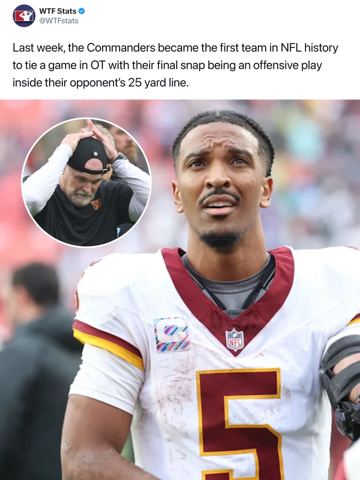 WTF Stats
@WTFstats
Last week, the Commanders became the first team in NFL history
to tie a game in OT with their final snap being an offensive play
inside their opponent's 25 yard line.
NFL
5